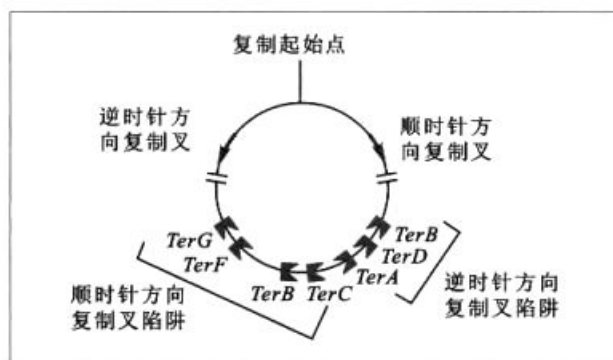 复制起始点
逆时针方
向复制叉
顺时针方
向复制叉
TerG
TerF
TerB
TerC
TerA
TerD
TerB
顺时针方向
复制叉陷阱
逆时针方向
复制叉陷阱